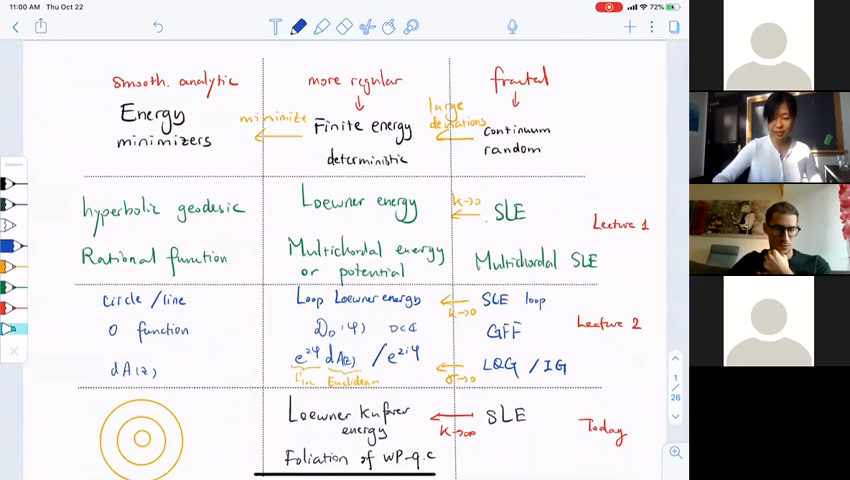 11:00 AM Thu Oct 22
72%
smooth. analytic more regular fractal
Energy minimizers minimize Finite energy deterministic large deviations continuum random
hyperbolic geodesic Loewner energy k→0 SLE Lecture 1
Rational function Multichordal energy or potential Multichordal SLE
circle/line Loop Loewner energy k→0 SLE loop
0 function GFF Lecture 2
dA(z) e^{2φ} dA(z) / e^{2iφ} σ→0 LQG / IG
Euclidean
Loewner Kufarev energy k→∞ SLE Today
Foliation of WP-q.c
1
/
26